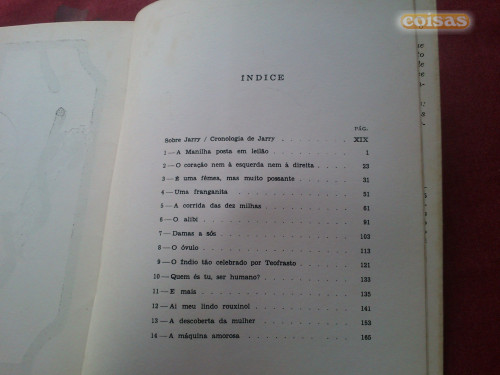 coisas
INDICE
PÁG.
Sobre Jarry / Cronologia de Jarry . . . . . XIX
1 — A Manilha posta em leilão . . . . . 1
2 — O coração nem à esquerda nem à direita . . . . . 23
3 — É uma fêmea, mas muito possante . . . . . 31
4 — Uma franganita . . . . . 51
5 — A corrida das dez milhas . . . . . 61
6 — O alibi . . . . . 81
7 — Damas a sós . . . . . 103
8 — O óvulo . . . . . 113
9 — O Índio tão celebrado por Teofrasto . . . . . 131
10 — Quem és tu, ser humano? . . . . . 133
11 — E mais . . . . . 135
12 — Ai meu lindo rouxinol . . . . . 141
13 — A descoberta da mulher . . . . . 153
14 — A máquina amorosa . . . . . 165